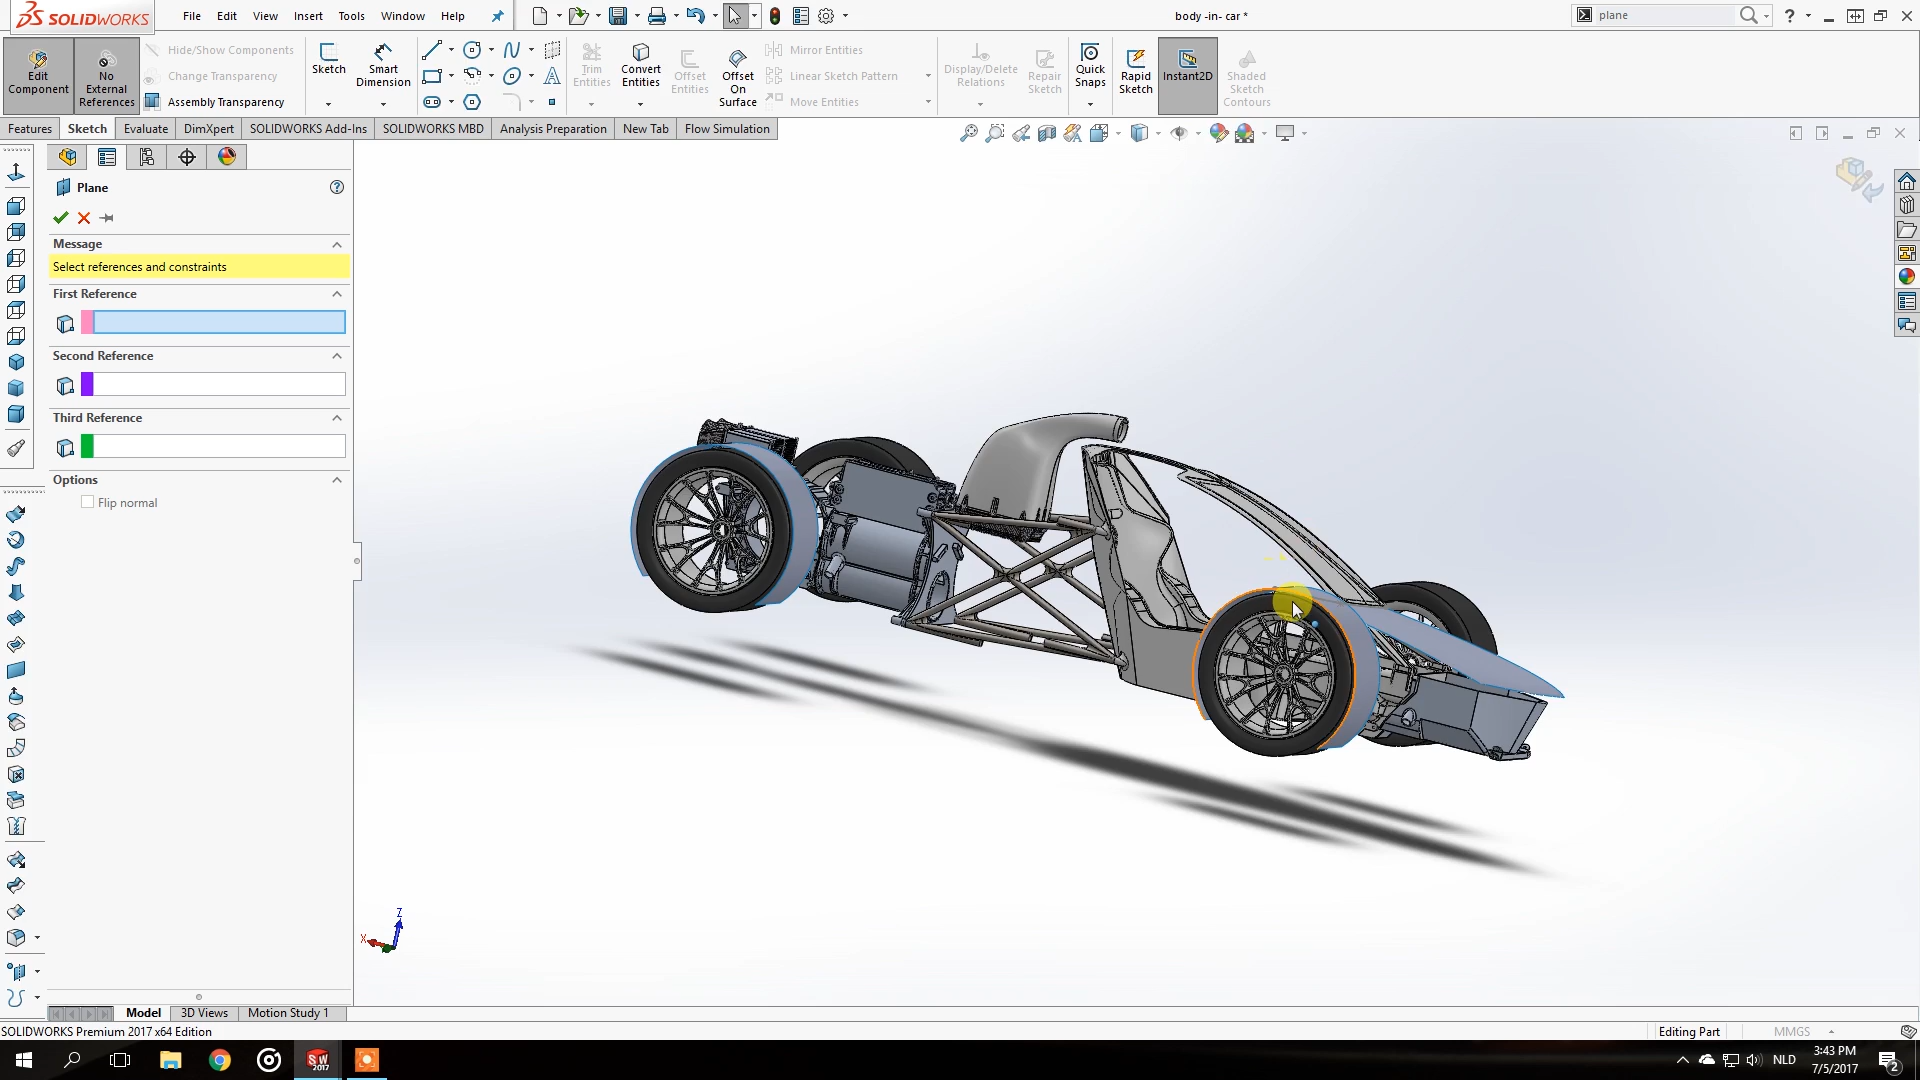 SOLIDWORKS
File Edit View Insert Tools Window Help
body -in- car *
plane
Edit Component
No External References
Hide/Show Components
Change Transparency
Assembly Transparency
Sketch
Smart Dimension
Trim Entities
Convert Entities
Offset Entities
Offset On Surface
Mirror Entities
Linear Sketch Pattern
Move Entities
Display/Delete Relations
Repair Sketch
Quick Snaps
Rapid Sketch
Instant2D
Shaded Sketch Contours
Features Sketch Evaluate DimXpert SOLIDWORKS Add-Ins SOLIDWORKS MBD Analysis Preparation New Tab Flow Simulation
Plane
Message
Select references and constraints
First Reference
Second Reference
Third Reference
Options
Flip normal
Z
X
Model 3D Views Motion Study 1
SOLIDWORKS Premium 2017 x64 Edition
Editing Part
MMGS
SW 2017
NLD
3:43 PM
7/5/2017
2